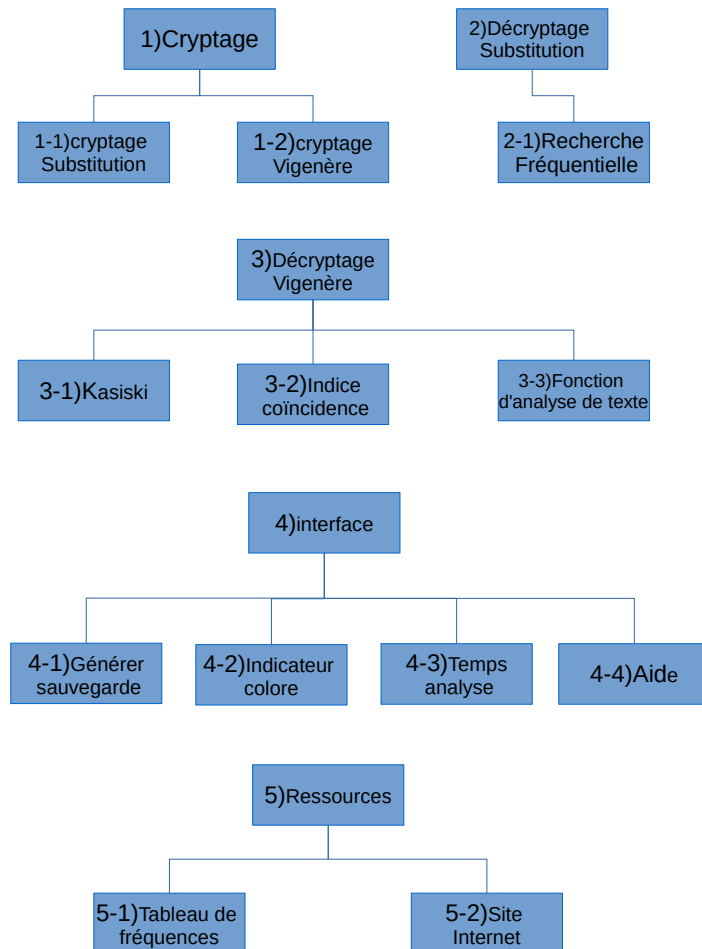 1)Cryptage
2)Décryptage
Substitution
1-1)cryptage
Substitution
1-2)cryptage
Vigenère
2-1)Recherche
Fréquentielle
3)Décryptage
Vigenère
3-1)Kasiski
3-2)Indice
coïncidence
3-3)Fonction
d'analyse de texte
4)interface
4-1)Générer
sauvegarde
4-2)Indicateur
colore
4-3)Temps
analyse
4-4)Aide
5)Ressources
5-1)Tableau de
fréquences
5-2)Site
Internet